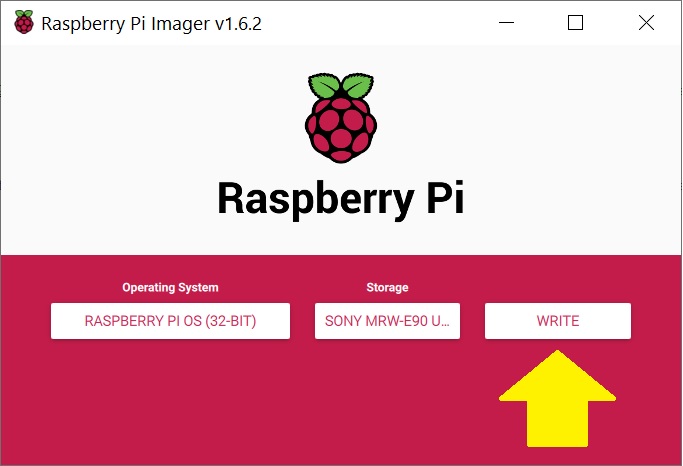 Raspberry Pi Imager v1.6.2
Raspberry Pi
Operating System
Storage
RASPBERRY PI OS (32-BIT)
SONY MRW-E90 U...
WRITE